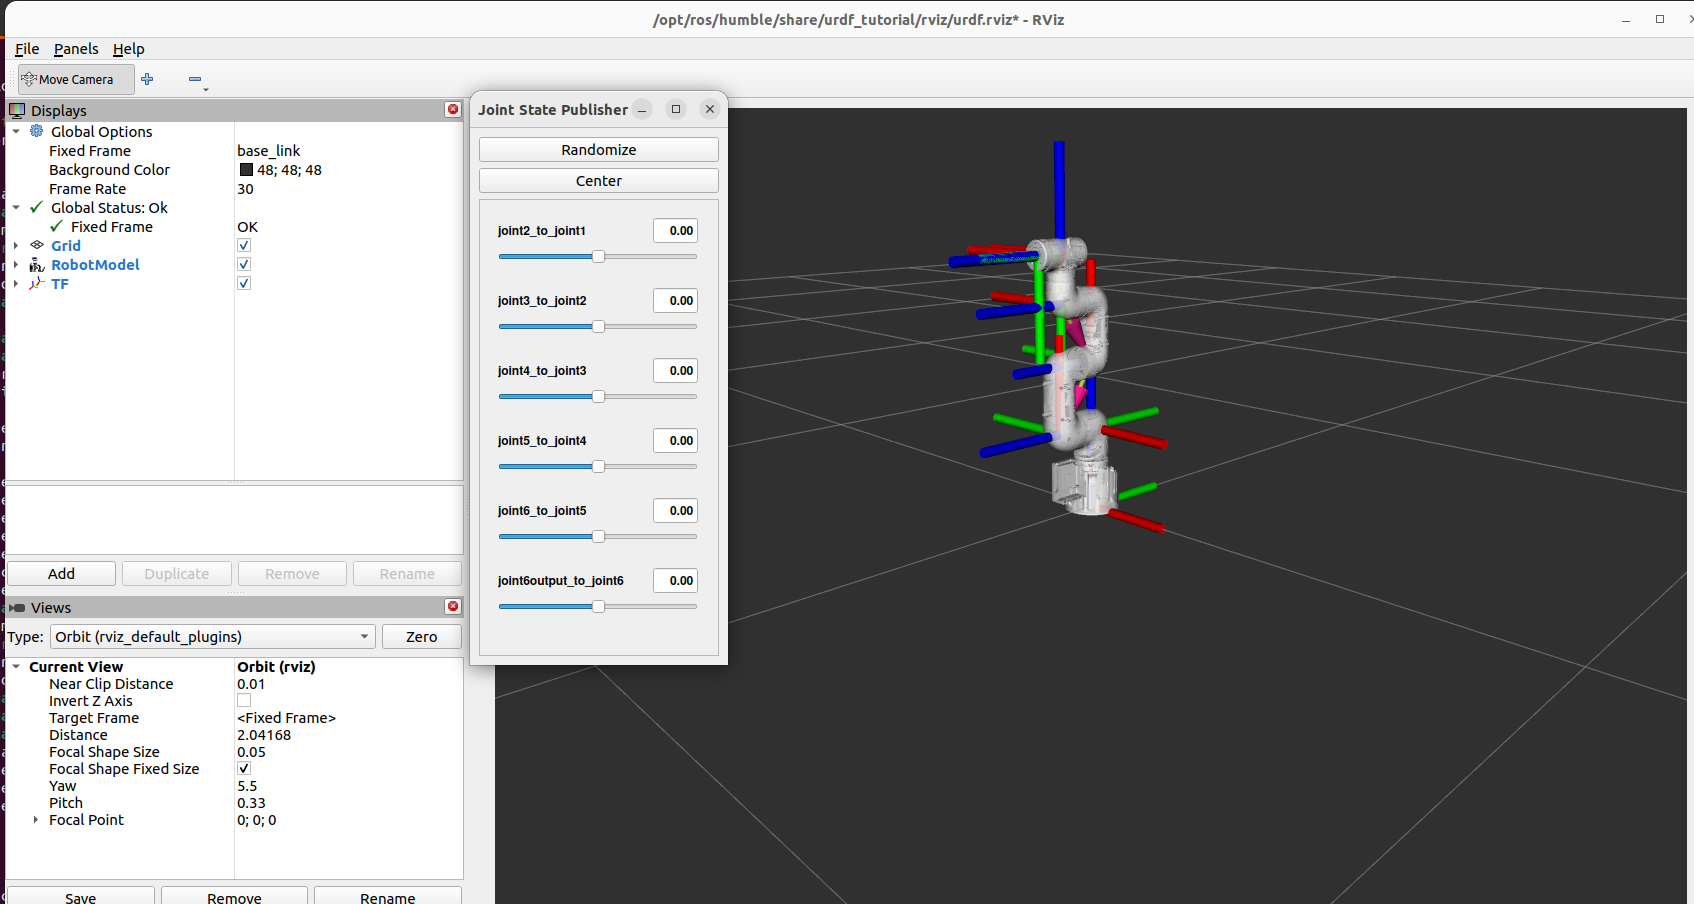 /opt/ros/humble/share/urdf_tutorial/rviz/urdf.rviz* - RViz
File Panels Help
Move Camera
Displays
Global Options
Fixed Frame base_link
Background Color 48; 48; 48
Frame Rate 30
Global Status: Ok
Fixed Frame OK
Grid
RobotModel
TF
Add Duplicate Remove Rename
Views
Type: Orbit (rviz_default_plugins) Zero
Current View Orbit (rviz)
Near Clip Distance 0.01
Invert Z Axis
Target Frame <Fixed Frame>
Distance 2.04168
Focal Shape Size 0.05
Focal Shape Fixed Size
Yaw 5.5
Pitch 0.33
Focal Point 0; 0; 0
Save Remove Rename
Joint State Publisher
Randomize
Center
joint2_to_joint1 0.00
joint3_to_joint2 0.00
joint4_to_joint3 0.00
joint5_to_joint4 0.00
joint6_to_joint5 0.00
joint6output_to_joint6 0.00